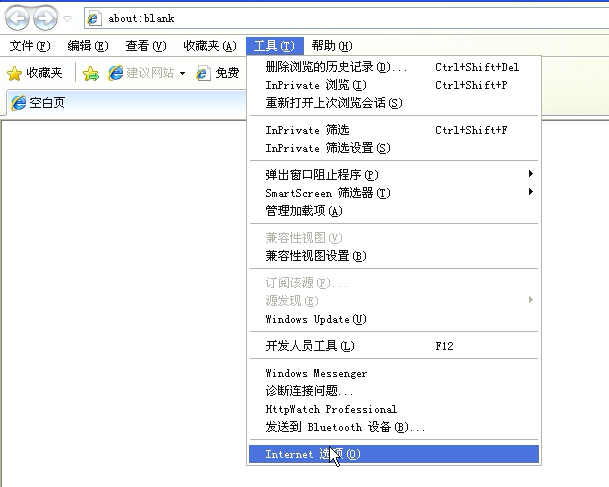 about:blank
文件(F) 编辑(E) 查看(V) 收藏夹(A) 工具(T) 帮助(H)
收藏夹 建议网站 免费
空白页
删除浏览的历史记录(D)... Ctrl+Shift+Del
InPrivate 浏览(I) Ctrl+Shift+P
重新打开上次浏览会话(S)
InPrivate 筛选 Ctrl+Shift+F
InPrivate 筛选设置(S)
弹出窗口阻止程序(P)
SmartScreen 筛选器(T)
管理加载项(A)
兼容性视图(V)
兼容性视图设置(B)
订阅该源(F)...
源发现(E)
Windows Update(U)
开发人员工具(L) F12
Windows Messenger
诊断连接问题...
HttpWatch Professional
发送到 Bluetooth 设备(B)...
Internet 选项(O)